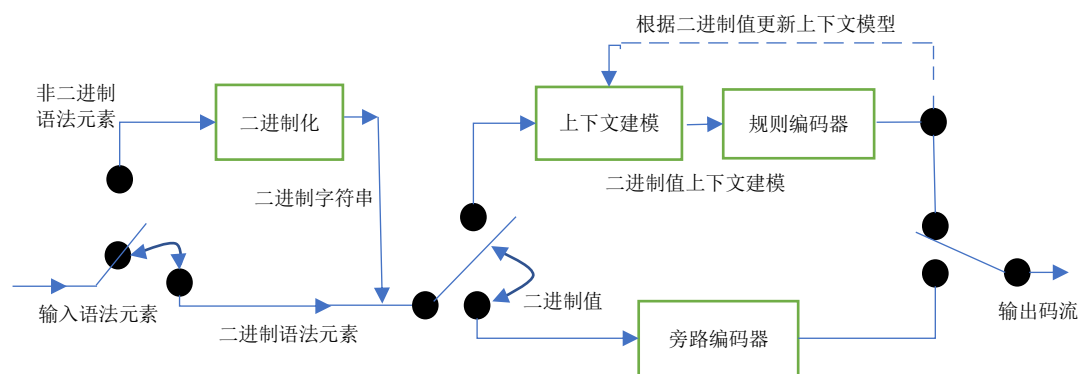 根据二进制值更新上下文模型
非二进制
语法元素
二进制化
上下文建模
规则编码器
二进制字符串
二进制值上下文建模
输入语法元素
二进制语法元素
二进制值
旁路编码器
输出码流